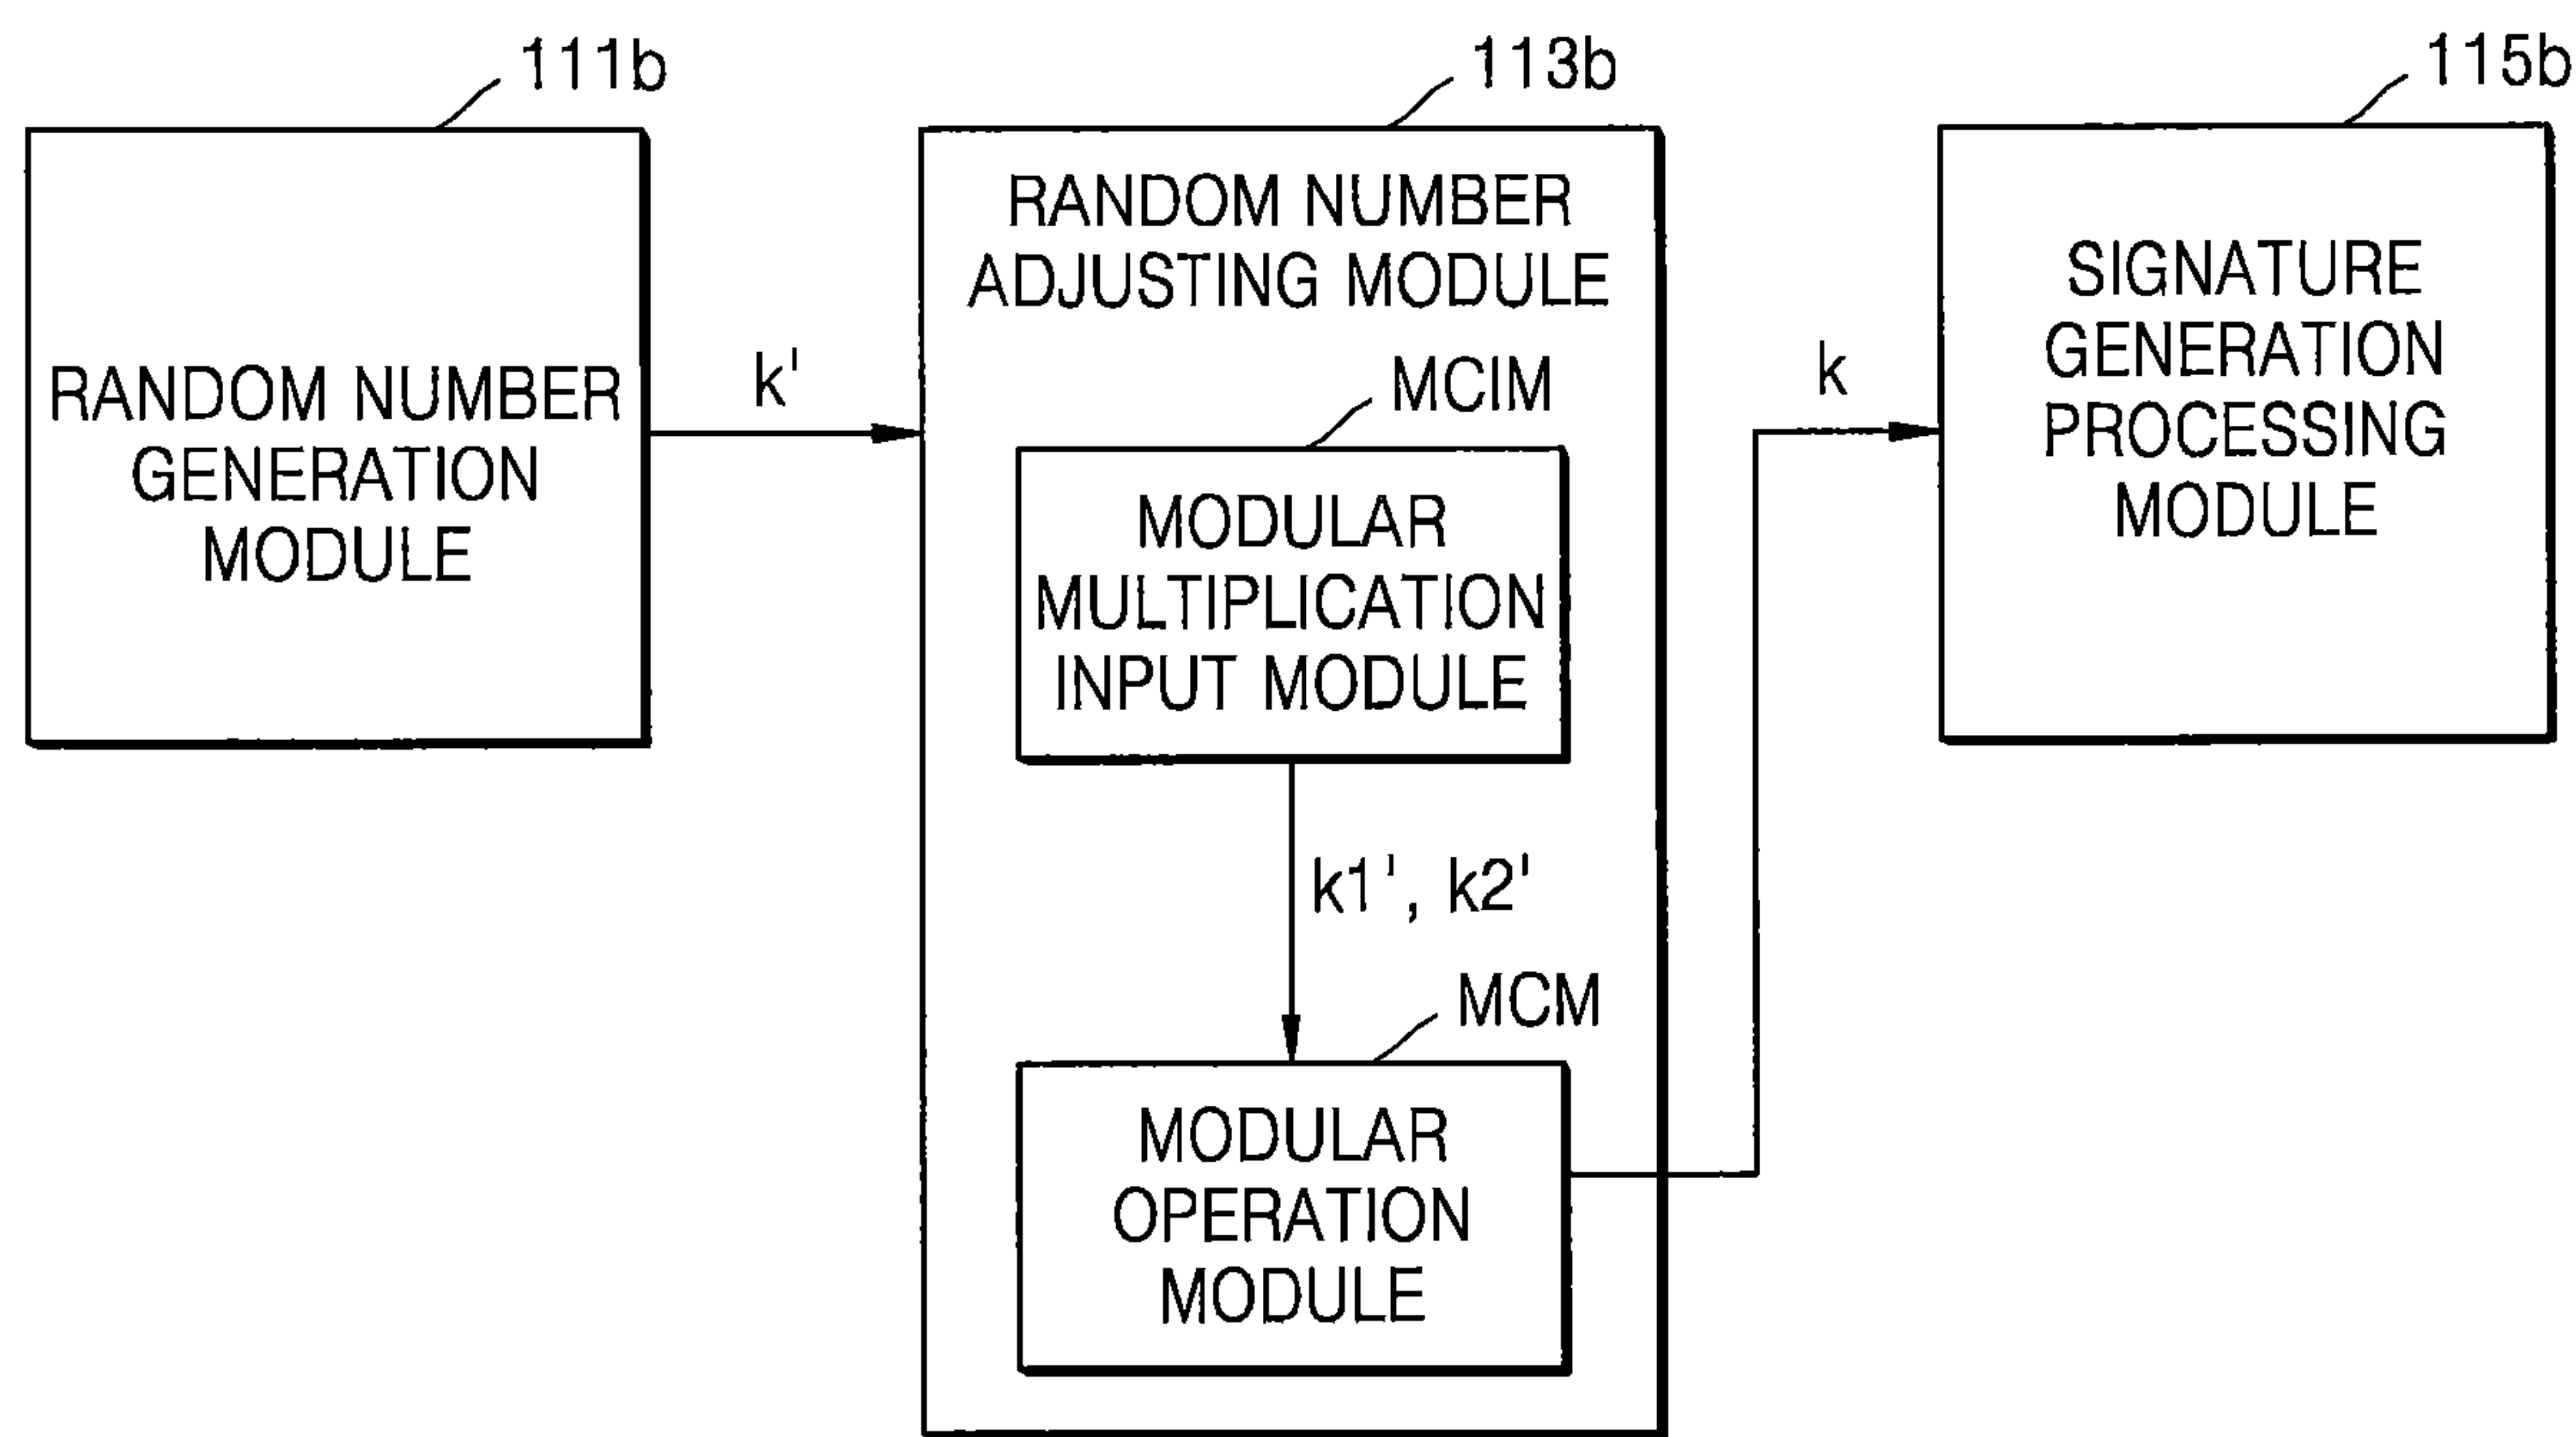 111b
RANDOM NUMBER
GENERATION
MODULE
k'
113b
RANDOM NUMBER
ADJUSTING MODULE
MCIM
MODULAR
MULTIPLICATION
INPUT MODULE
k1', k2'
MCM
MODULAR
OPERATION
MODULE
k
115b
SIGNATURE
GENERATION
PROCESSING
MODULE